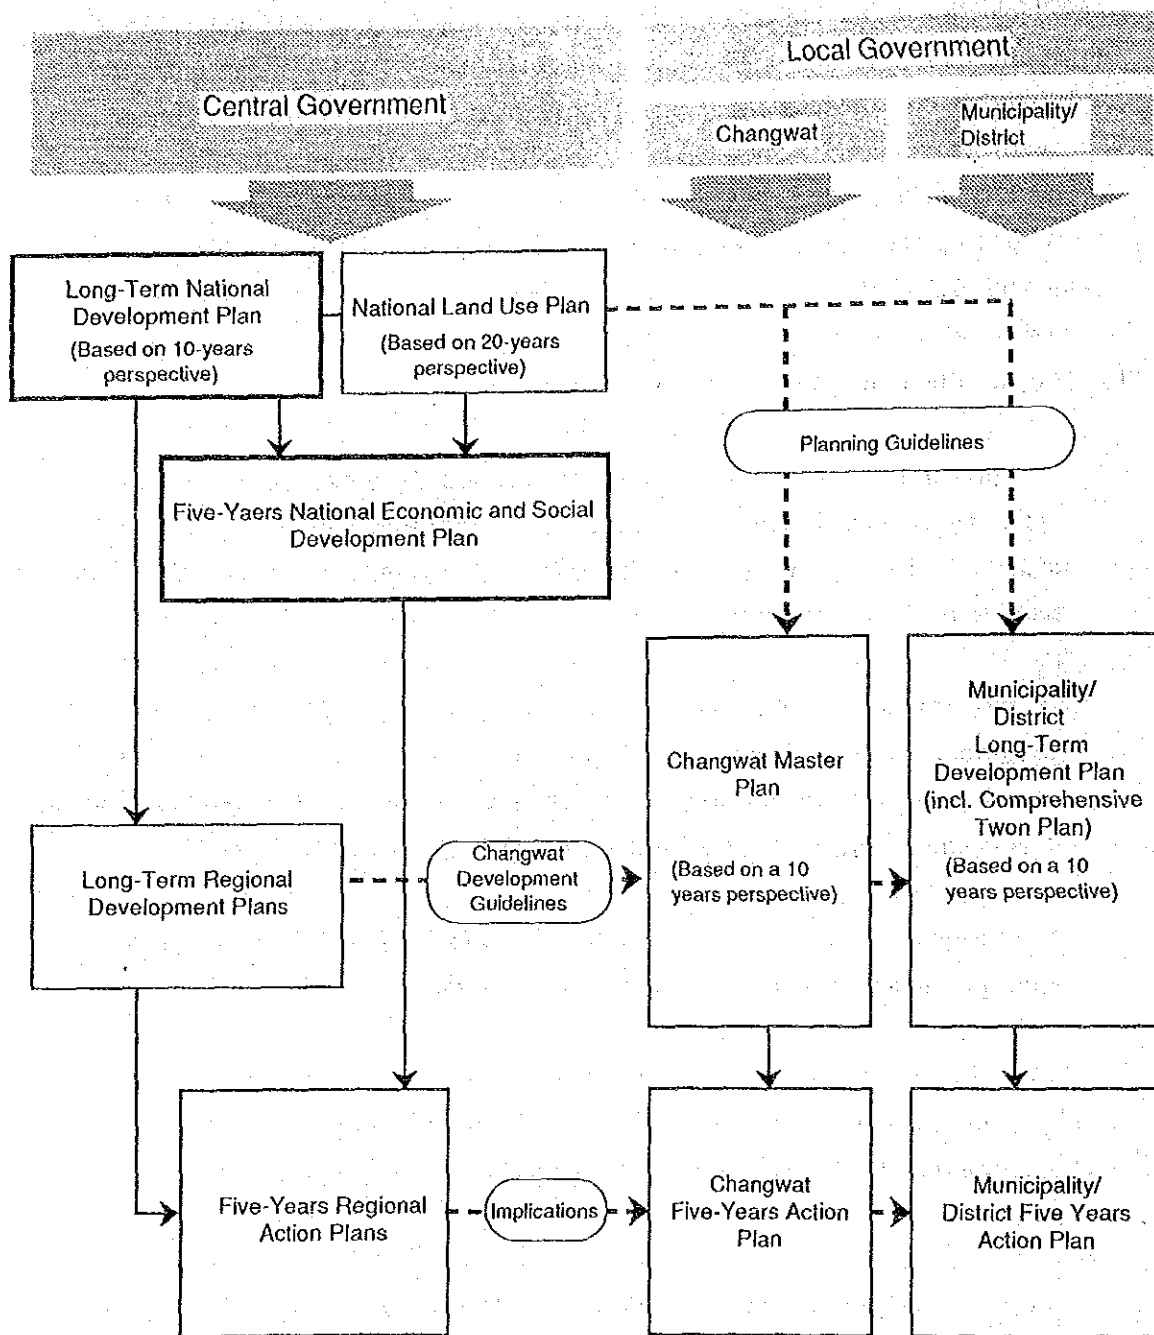 Local Government
Central Government
Changwat
Municipality/
District
Long-Term National
Development Plan
(Based on 10-years
perspective)
National Land Use Plan
(Based on 20-years
perspective)
Planning Guidelines
Five-Yaers National Economic and Social
Development Plan
Changwat Master
Plan
(Based on a 10
years perspective)
Municipality/
District
Long-Term
Development Plan
(incl. Comprehensive
Twon Plan)
(Based on a 10
years perspective)
Long-Term Regional
Development Plans
Changwat
Development
Guidelines
Five-Years Regional
Action Plans
Implications
Changwat
Five-Years Action
Plan
Municipality/
District Five Years
Action Plan